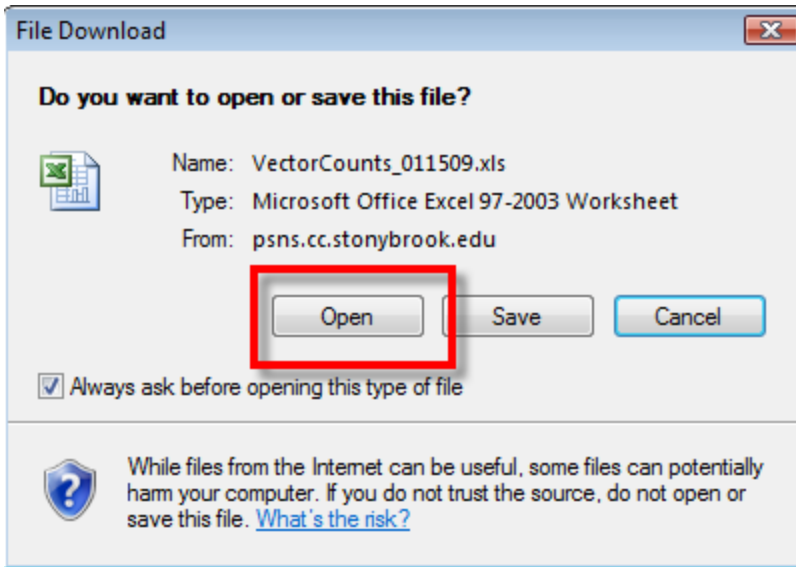 File Download
Do you want to open or save this file?
Name: VectorCounts_011509.xls
Type: Microsoft Office Excel 97-2003 Worksheet
From: psns.cc.stonybrook.edu
Open Save Cancel
Always ask before opening this type of file
While files from the Internet can be useful, some files can potentially
harm your computer. If you do not trust the source, do not open or
save this file. What's the risk?